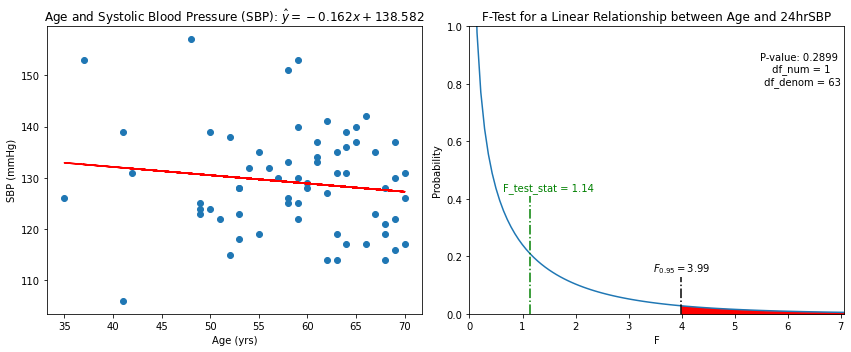 Age and Systolic Blood Pressure (SBP): $\hat{y} = -0.162x + 138.582$
SBP (mmHg)
150
140
130
120
110
35 40 45 50 55 60 65 70
Age (yrs)
F-Test for a Linear Relationship between Age and 24hrSBP
Probability
1.0
0.8
0.6
0.4
0.2
0.0
P-value: 0.2899
df_num = 1
df_denom = 63
F_test_stat = 1.14
$F_{0.95} = 3.99$
0 1 2 3 4 5 6 7
F